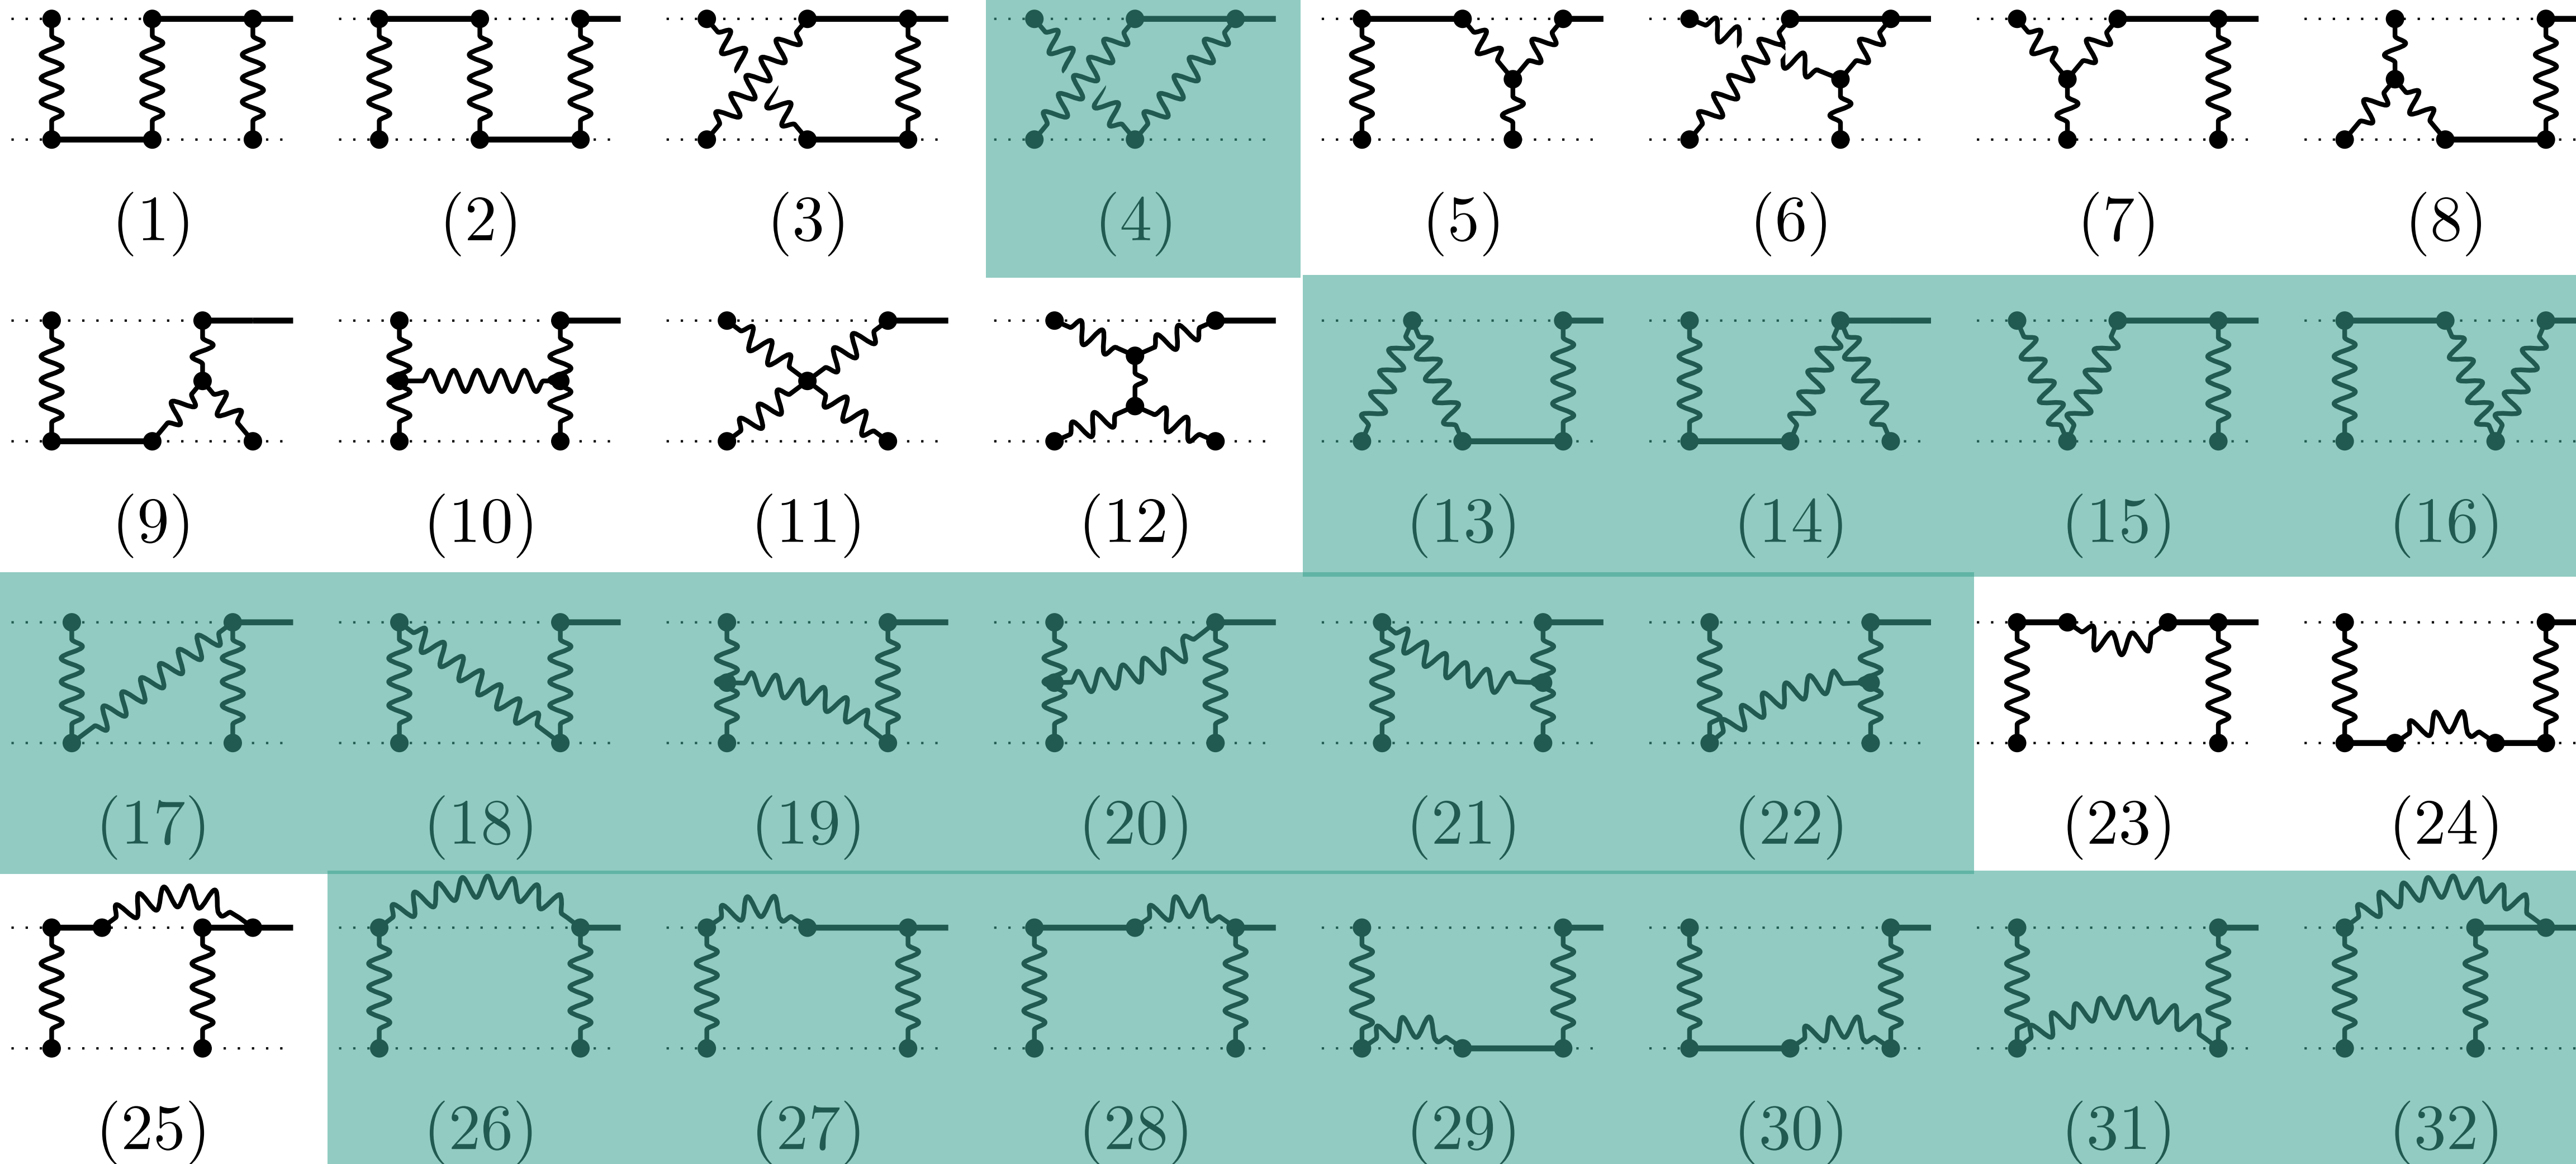 (1) (2) (3) (4) (5) (6) (7) (8)
(9) (10) (11) (12) (13) (14) (15) (16)
(17) (18) (19) (20) (21) (22) (23) (24)
(25) (26) (27) (28) (29) (30) (31) (32)